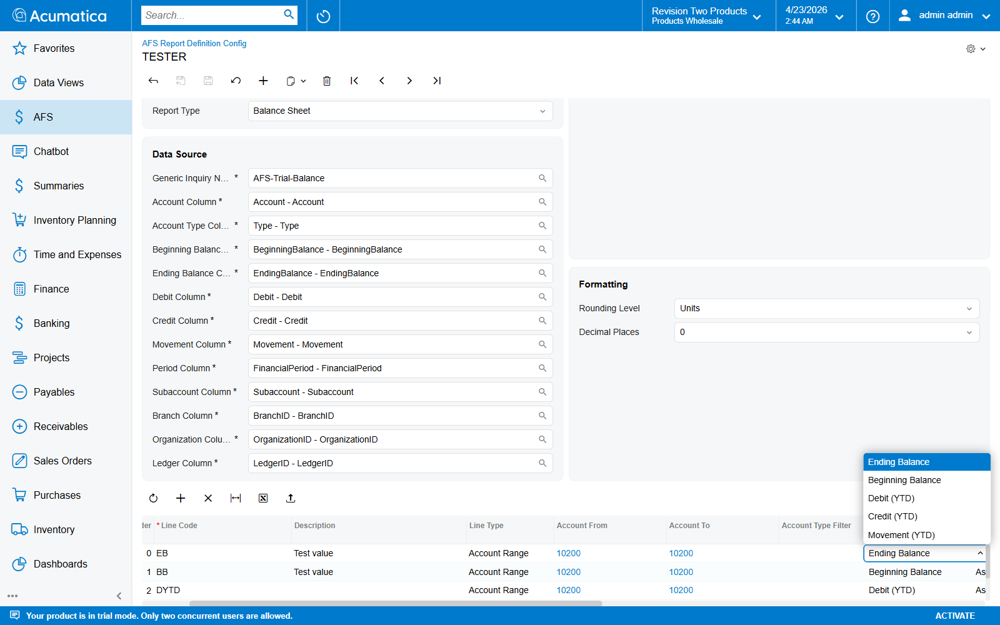 Acumatica
Search...
Revision Two Products
Products Wholesale
4/23/2026
2:44 AM
admin admin
Favorites
Data Views
AFS
Chatbot
Summaries
Inventory Planning
Time and Expenses
Finance
Banking
Projects
Payables
Receivables
Sales Orders
Purchases
Inventory
Dashboards
AFS Report Definition Config
TESTER
Report Type
Balance Sheet
Data Source
Generic Inquiry N... *
AFS-Trial-Balance
Account Column *
Account - Account
Account Type Col... *
Type - Type
Beginning Balanc... *
BeginningBalance - BeginningBalance
Ending Balance C... *
EndingBalance - EndingBalance
Debit Column *
Debit - Debit
Credit Column *
Credit - Credit
Movement Column *
Movement - Movement
Period Column *
FinancialPeriod - FinancialPeriod
Subaccount Column *
Subaccount - Subaccount
Branch Column *
BranchID - BranchID
Organization Colu... *
OrganizationID - OrganizationID
Ledger Column *
LedgerID - LedgerID
Formatting
Rounding Level
Units
Decimal Places
0
Ending Balance
Beginning Balance
Debit (YTD)
Credit (YTD)
Movement (YTD)
der * Line Code Description Line Type Account From Account To Account Type Filter
0 EB Test value Account Range 10200 10200 Ending Balance
1 BB Test value Account Range 10200 10200 Beginning Balance As
2 DYTD Account Range 10200 10200 Debit (YTD) As
Your product is in trial mode. Only two concurrent users are allowed.
ACTIVATE